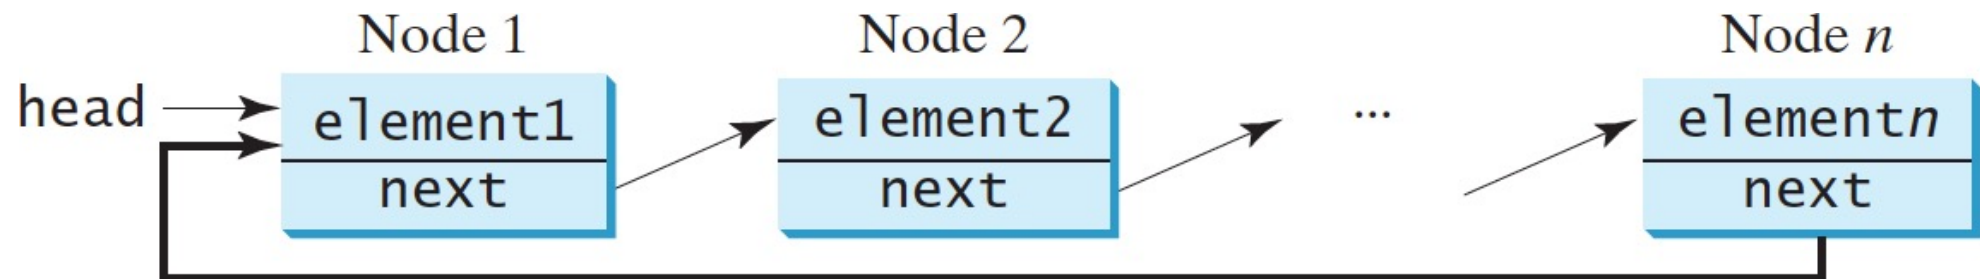 Node 1 Node 2 Node n
head element1 element2 ... elementn
next next next